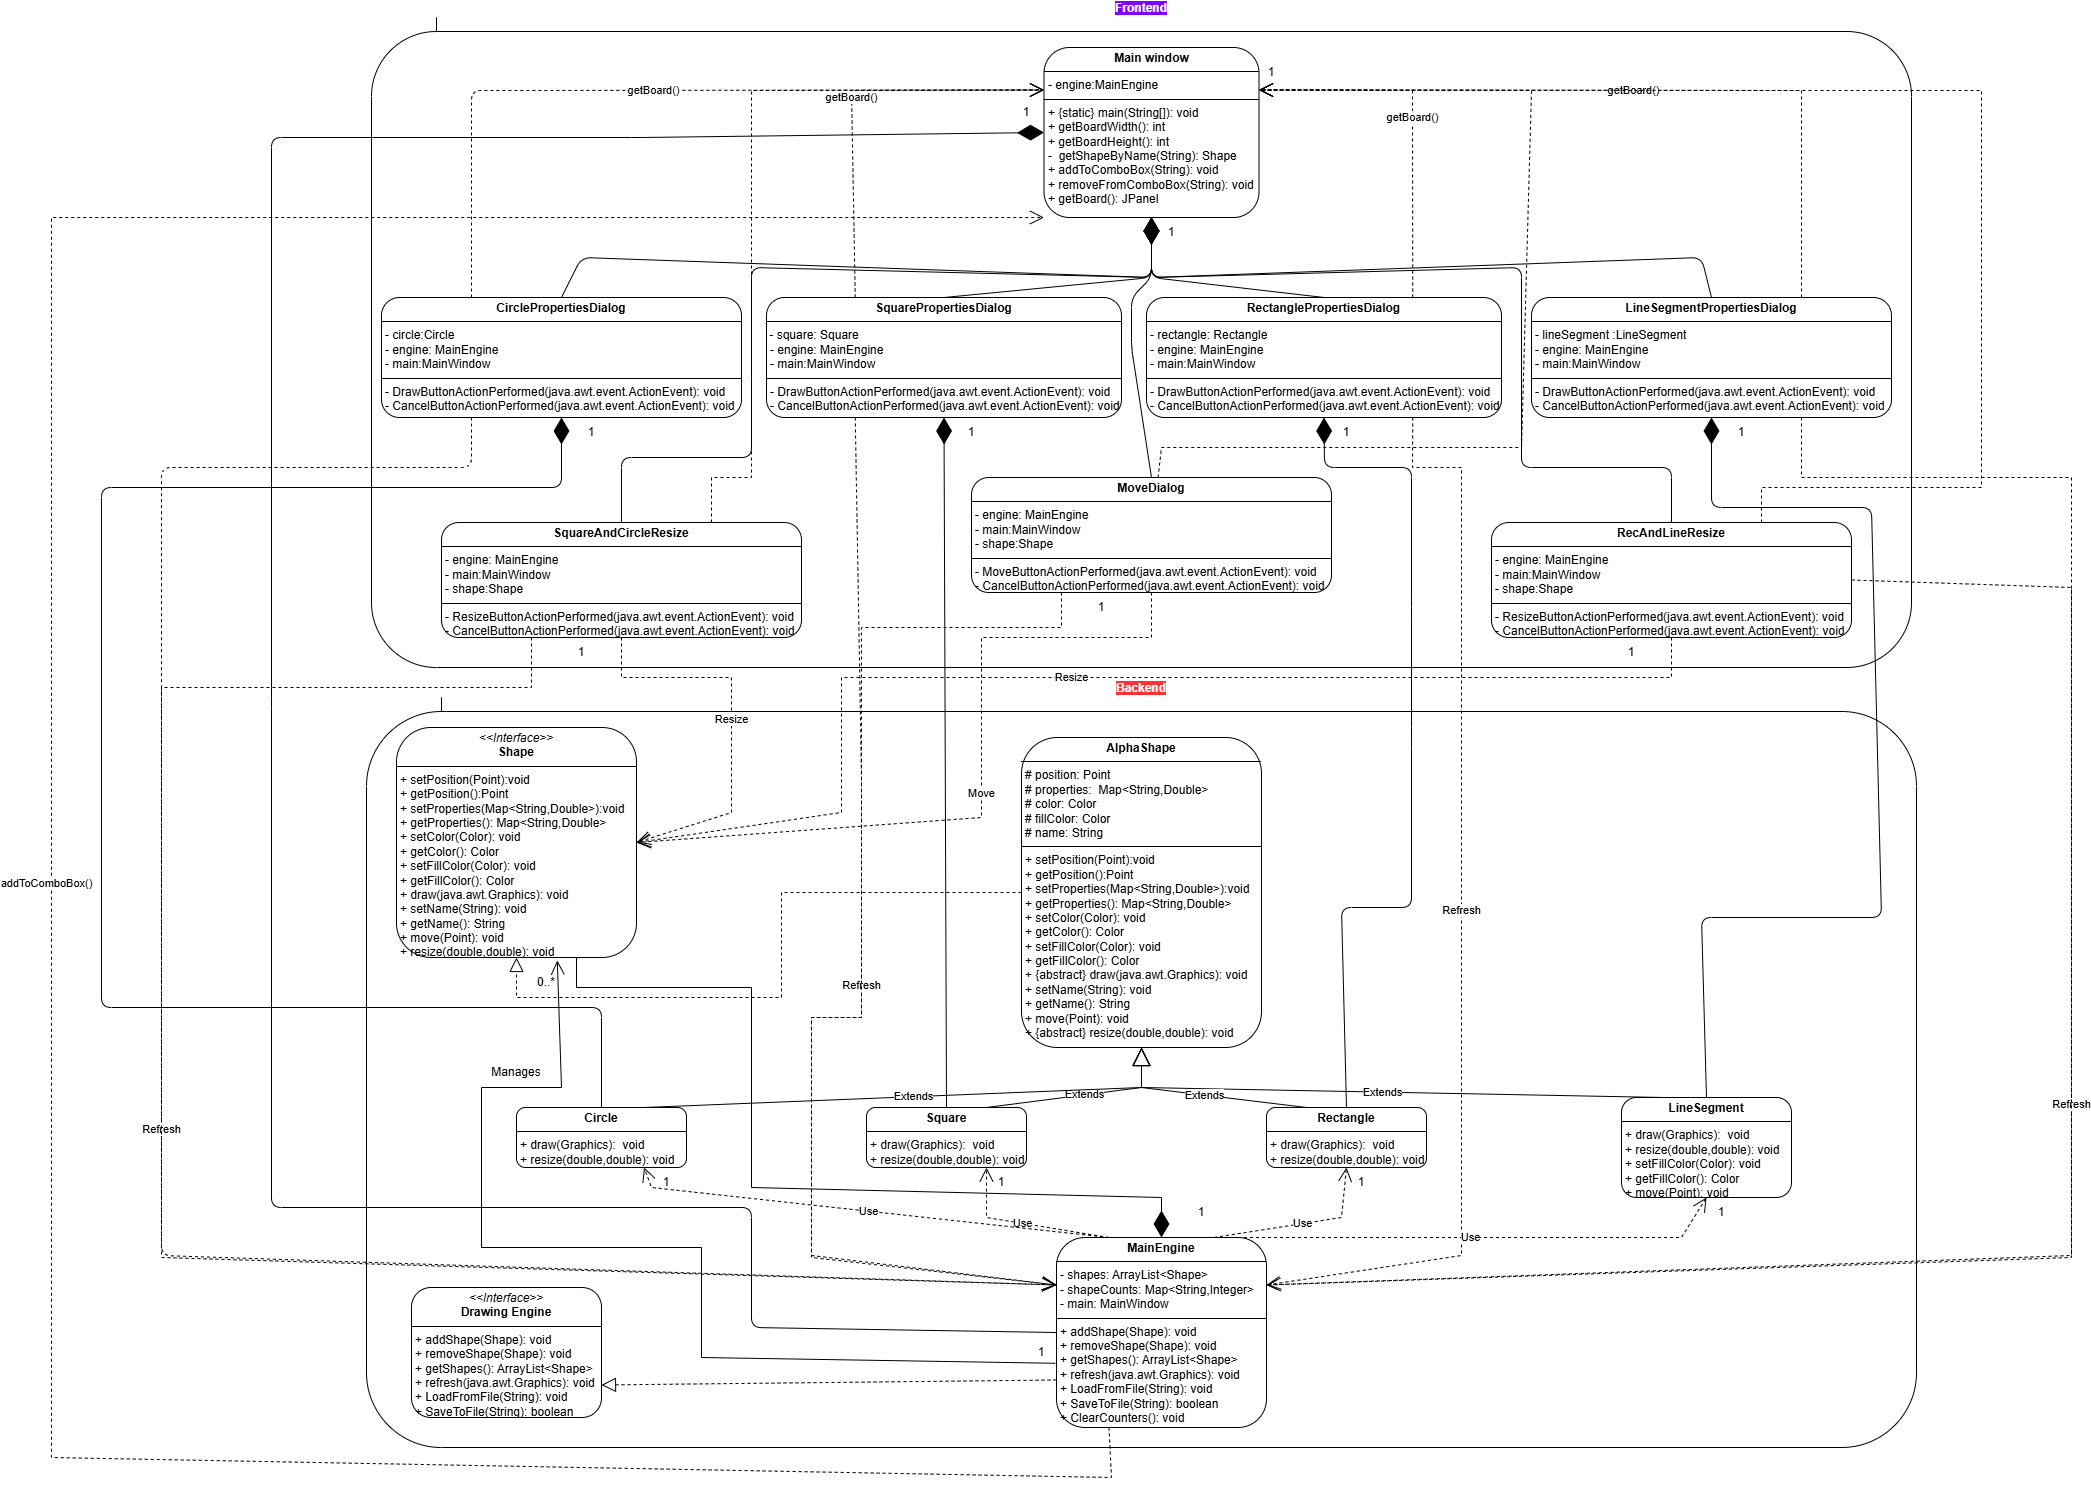 Frontend
Main window
- engine:MainEngine
+ {static} main(String[]): void
+ getBoardWidth(): int
+ getBoardHeight(): int
-  getShapeByName(String): Shape
+ addToComboBox(String): void
+ removeFromComboBox(String): void
+ getBoard(): JPanel
1
1
1
getBoard()
getBoard()
getBoard()
getBoard()
CirclePropertiesDialog
- circle:Circle
- engine: MainEngine
- main:MainWindow
- DrawButtonActionPerformed(java.awt.event.ActionEvent): void
- CancelButtonActionPerformed(java.awt.event.ActionEvent): void
1
SquarePropertiesDialog
- square: Square
- engine: MainEngine
- main:MainWindow
- DrawButtonActionPerformed(java.awt.event.ActionEvent): void
- CancelButtonActionPerformed(java.awt.event.ActionEvent): void
1
RectanglePropertiesDialog
- rectangle: Rectangle
- engine: MainEngine
- main:MainWindow
- DrawButtonActionPerformed(java.awt.event.ActionEvent): void
- CancelButtonActionPerformed(java.awt.event.ActionEvent): void
1
LineSegmentPropertiesDialog
- lineSegment :LineSegment
- engine: MainEngine
- main:MainWindow
- DrawButtonActionPerformed(java.awt.event.ActionEvent): void
- CancelButtonActionPerformed(java.awt.event.ActionEvent): void
1
SquareAndCircleResize
- engine: MainEngine
- main:MainWindow
- shape:Shape
- ResizeButtonActionPerformed(java.awt.event.ActionEvent): void
- CancelButtonActionPerformed(java.awt.event.ActionEvent): void
1
MoveDialog
- engine: MainEngine
- main:MainWindow
- shape:Shape
- MoveButtonActionPerformed(java.awt.event.ActionEvent): void
- CancelButtonActionPerformed(java.awt.event.ActionEvent): void
1
RecAndLineResize
- engine: MainEngine
- main:MainWindow
- shape:Shape
- ResizeButtonActionPerformed(java.awt.event.ActionEvent): void
- CancelButtonActionPerformed(java.awt.event.ActionEvent): void
1
Resize
Backend
Resize
Move
<<Interface>>
Shape
+ setPosition(Point):void
+ getPosition():Point
+ setProperties(Map<String,Double>):void
+ getProperties(): Map<String,Double>
+ setColor(Color): void
+ getColor(): Color
+ setFillColor(Color): void
+ getFillColor(): Color
+ draw(java.awt.Graphics): void
+ setName(String): void
+ getName(): String
+ move(Point): void
+ resize(double,double): void
AlphaShape
# position: Point
# properties:  Map<String,Double>
# color: Color
# fillColor: Color
# name: String
+ setPosition(Point):void
+ getPosition():Point
+ setProperties(Map<String,Double>):void
+ getProperties(): Map<String,Double>
+ setColor(Color): void
+ getColor(): Color
+ setFillColor(Color): void
+ getFillColor(): Color
+ {abstract} draw(java.awt.Graphics): void
+ setName(String): void
+ getName(): String
+ move(Point): void
+ {abstract} resize(double,double): void
addToComboBox()
0..*
Refresh
Refresh
Manages
Refresh
Refresh
Extends
Extends
Extends
Extends
Circle
+ draw(Graphics):  void
+ resize(double,double): void
1
Square
+ draw(Graphics):  void
+ resize(double,double): void
1
Rectangle
+ draw(Graphics):  void
+ resize(double,double): void
1
LineSegment
+ draw(Graphics):  void
+ resize(double,double): void
+ setFillColor(Color): void
+ getFillColor(): Color
+ move(Point): void
1
Use
Use
Use
Use
1
MainEngine
- shapes: ArrayList<Shape>
- shapeCounts: Map<String,Integer>
- main: MainWindow
+ addShape(Shape): void
+ removeShape(Shape): void
+ getShapes(): ArrayList<Shape>
+ refresh(java.awt.Graphics): void
+ LoadFromFile(String): void
+ SaveToFile(String): boolean
+ ClearCounters(): void
1
<<Interface>>
Drawing Engine
+ addShape(Shape): void
+ removeShape(Shape): void
+ getShapes(): ArrayList<Shape>
+ refresh(java.awt.Graphics): void
+ LoadFromFile(String): void
+ SaveToFile(String): boolean